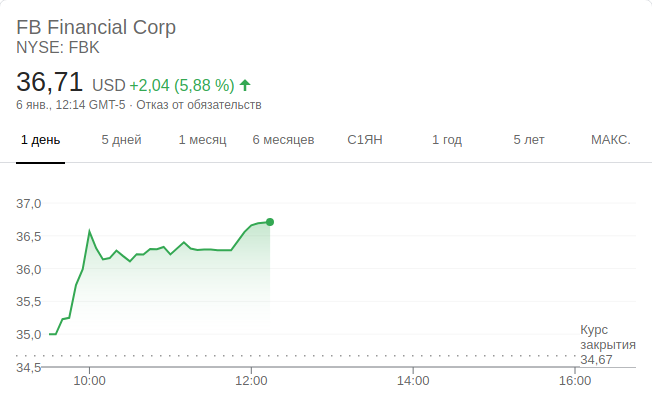 FB Financial Corp
NYSE: FBK
36,71 USD +2,04 (5,88 %)
6 янв., 12:14 GMT-5 · Отказ от обязательств
1 день 5 дней 1 месяц 6 месяцев С1ЯН 1 год 5 лет МАКС.
37,0
36,5
36,0
35,5
35,0
Курс
закрытия
34,67
34,5
10:00 12:00 14:00 16:00